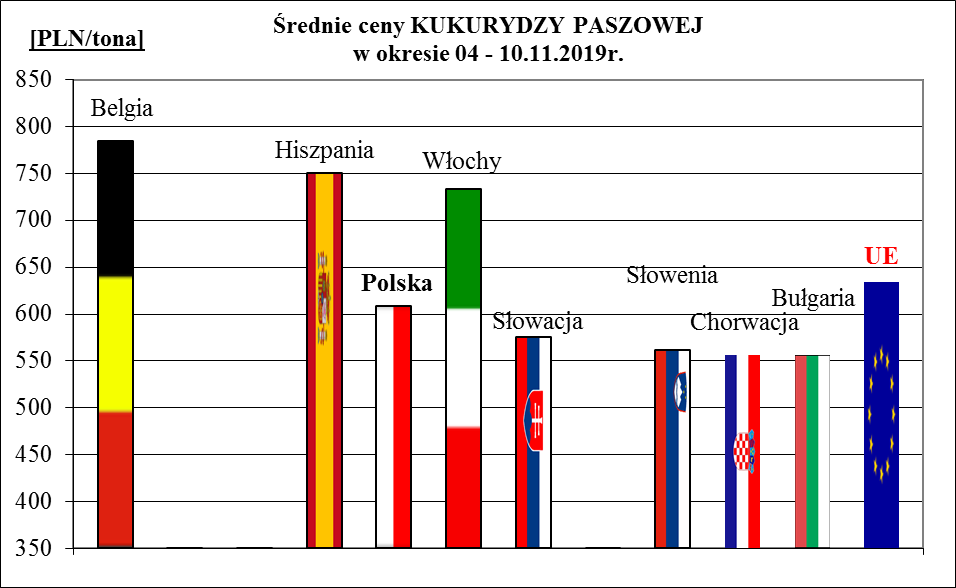 Średnie ceny KUKURYDZY PASZOWEJ
w okresie 04 - 10.11.2019r.
[PLN/tona]
850
800
750
700
650
600
550
500
450
400
350
Belgia
Hiszpania
Polska
Włochy
Słowacja
Słowenia
Chorwacja
Bułgaria
UE